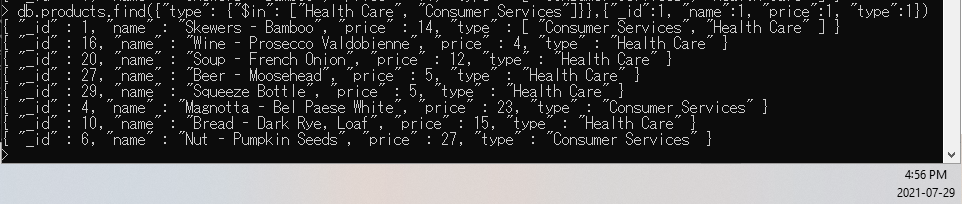 > db.products.find({"type": {"$in": ["Health Care", "Consumer Services"]}},{"_id":1, "name":1, "price":1, "type":1})
{ "_id" : 1, "name" : "Skewers - Bamboo", "price" : 14, "type" : [ "Consumer Services", "Health Care" ] }
{ "_id" : 16, "name" : "Wine - Prosecco Valdobienne", "price" : 4, "type" : "Health Care" }
{ "_id" : 20, "name" : "Soup - French Onion", "price" : 12, "type" : "Health Care" }
{ "_id" : 27, "name" : "Beer - Moosehead", "price" : 5, "type" : "Health Care" }
{ "_id" : 29, "name" : "Squeeze Bottle", "price" : 5, "type" : "Health Care" }
{ "_id" : 4, "name" : "Magnotta - Bel Paese White", "price" : 23, "type" : "Consumer Services" }
{ "_id" : 10, "name" : "Bread - Dark Rye, Loaf", "price" : 15, "type" : "Health Care" }
{ "_id" : 6, "name" : "Nut - Pumpkin Seeds", "price" : 27, "type" : "Consumer Services" }
>
4:56 PM
2021-07-29